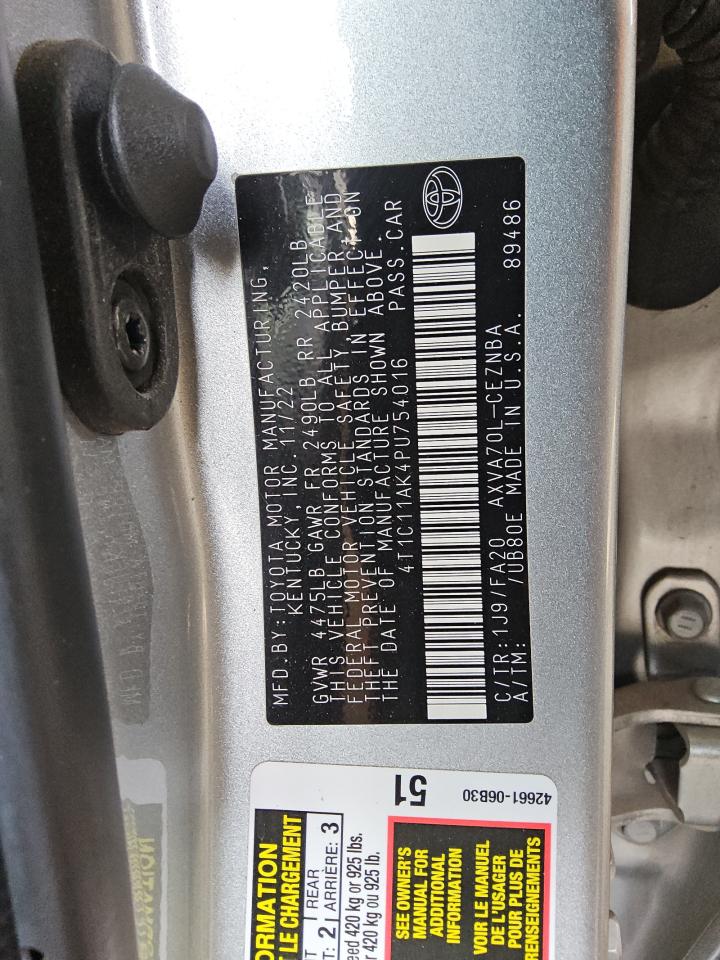 MFD.BY:TOYOTA MOTOR MANUFACTURING,
KENTUCKY,INC.11/22
GVWR 4475LB GAWR FR 2490LB RR 2420LB
THIS VEHICLE CONFORMS TO ALL APPLICABLE
FEDERAL MOTOR VEHICLE SAFETY, BUMPER AND
THEFT PREVENTION STANDARDS IN EFFECT ON
THE DATE OF MANUFACTURE SHOWN ABOVE.
4T1C11AK4PU754016 PASS.CAR
C/TR:1J9/FA20 AXVA70L-CEZNBA
A/TM: /UB80E MADE IN U.S.A. 89486
51
42661-06B30
ORMATION
LE CHARGEMENT
2 REAR ARRIÈRE: 3
eed 420 kg or 925 lbs.
420 kg ou 925 lb.
SEE OWNER'S
MANUAL FOR
ADDITIONAL
INFORMATION
VOIR LE MANUEL
DE L'USAGER
POUR PLUS DE
RENSEIGNEMENTS